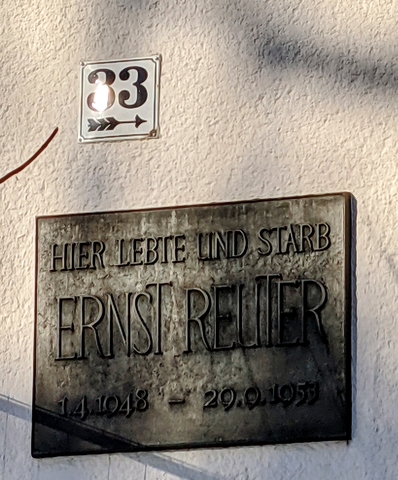 33
HIER LEBTE UND STARB
ERNST REUTER
1.4.1948 – 29.9.1953